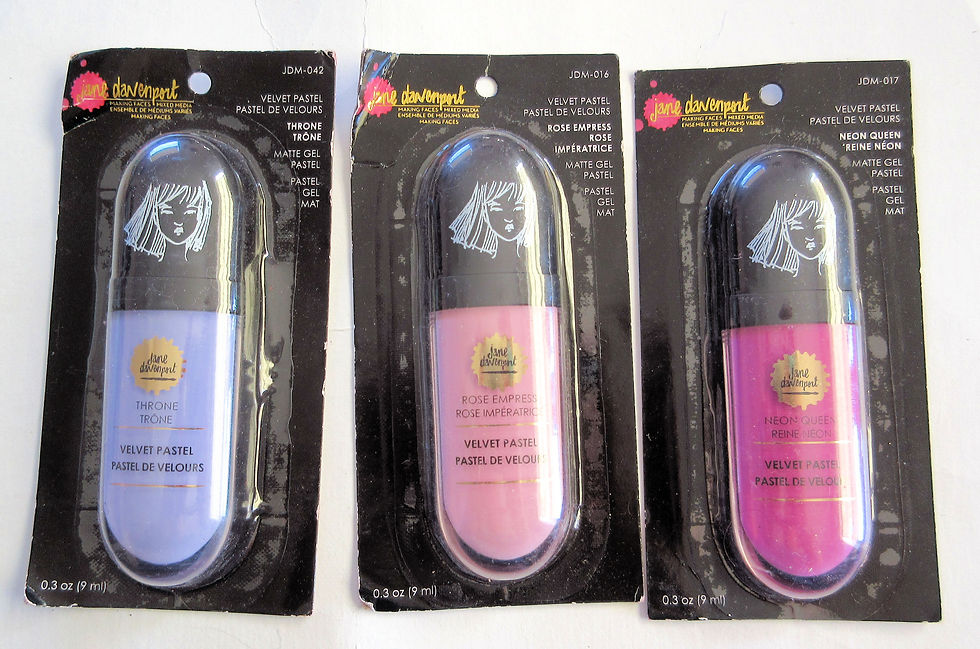 JDM-042
jane davenport
MAKING FACES MIXED MEDIA
ENSEMBLE DE MÉDIUMS VARIÉS
MAKING FACES
VELVET PASTEL
PASTEL DE VELOURS
THRONE
TRÔNE
MATTE GEL
PASTEL
PASTEL
GEL
MAT
jane
davenport
THRONE
TRÔNE
VELVET PASTEL
PASTEL DE VELOURS
0.3 oz (9 ml)
JDM-016
jane davenport
MAKING FACES MIXED MEDIA
ENSEMBLE DE MÉDIUMS VARIÉS
MAKING FACES
VELVET PASTEL
PASTEL DE VELOURS
ROSE EMPRESS
ROSE
IMPÉRATRICE
MATTE GEL
PASTEL
PASTEL
GEL
MAT
jane
davenport
ROSE EMPRESS
ROSE IMPÉRATRICE
VELVET PASTEL
PASTEL DE VELOURS
0.3 oz (9 ml)
JDM-017
jane davenport
MAKING FACES MIXED MEDIA
ENSEMBLE DE MÉDIUMS VARIÉS
MAKING FACES
VELVET PASTEL
PASTEL DE VELOURS
NEON QUEEN
'REINE NÉON
MATTE GEL
PASTEL
PASTEL
GEL
MAT
jane
davenport
NEON QUEEN
REINE NÉON
VELVET PASTEL
PASTEL DE VELOU
0.3 oz (9 ml)